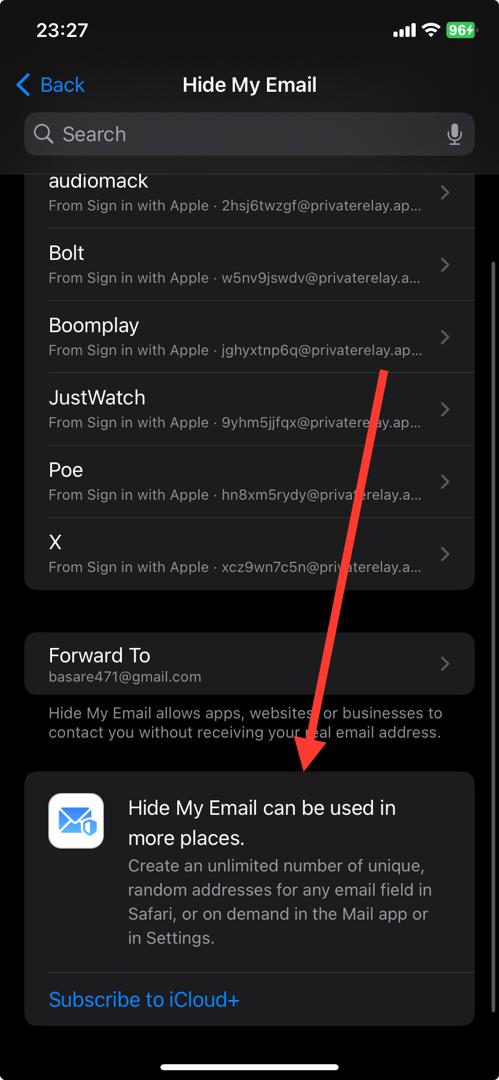 23:27
96
Back
Hide My Email
Search
audiomack
From Sign in with Apple · 2hsj6twzgf@privaterelay.ap...
Bolt
From Sign in with Apple · w5nv9jswdv@privaterelay.a...
Boomplay
From Sign in with Apple · jghyxtnp6q@privaterelay.ap...
JustWatch
From Sign in with Apple · 9yhm5jjfqx@privaterelay.ap...
Poe
From Sign in with Apple · hn8xm5rydy@privaterelay.a...
X
From Sign in with Apple · xcz9wn7c5n@privaterelay.a...
Forward To
basare471@gmail.com
Hide My Email allows apps, websites, or businesses to
contact you without receiving your real email address.
Hide My Email can be used in
more places.
Create an unlimited number of unique,
random addresses for any email field in
Safari, or on demand in the Mail app or
in Settings.
Subscribe to iCloud+